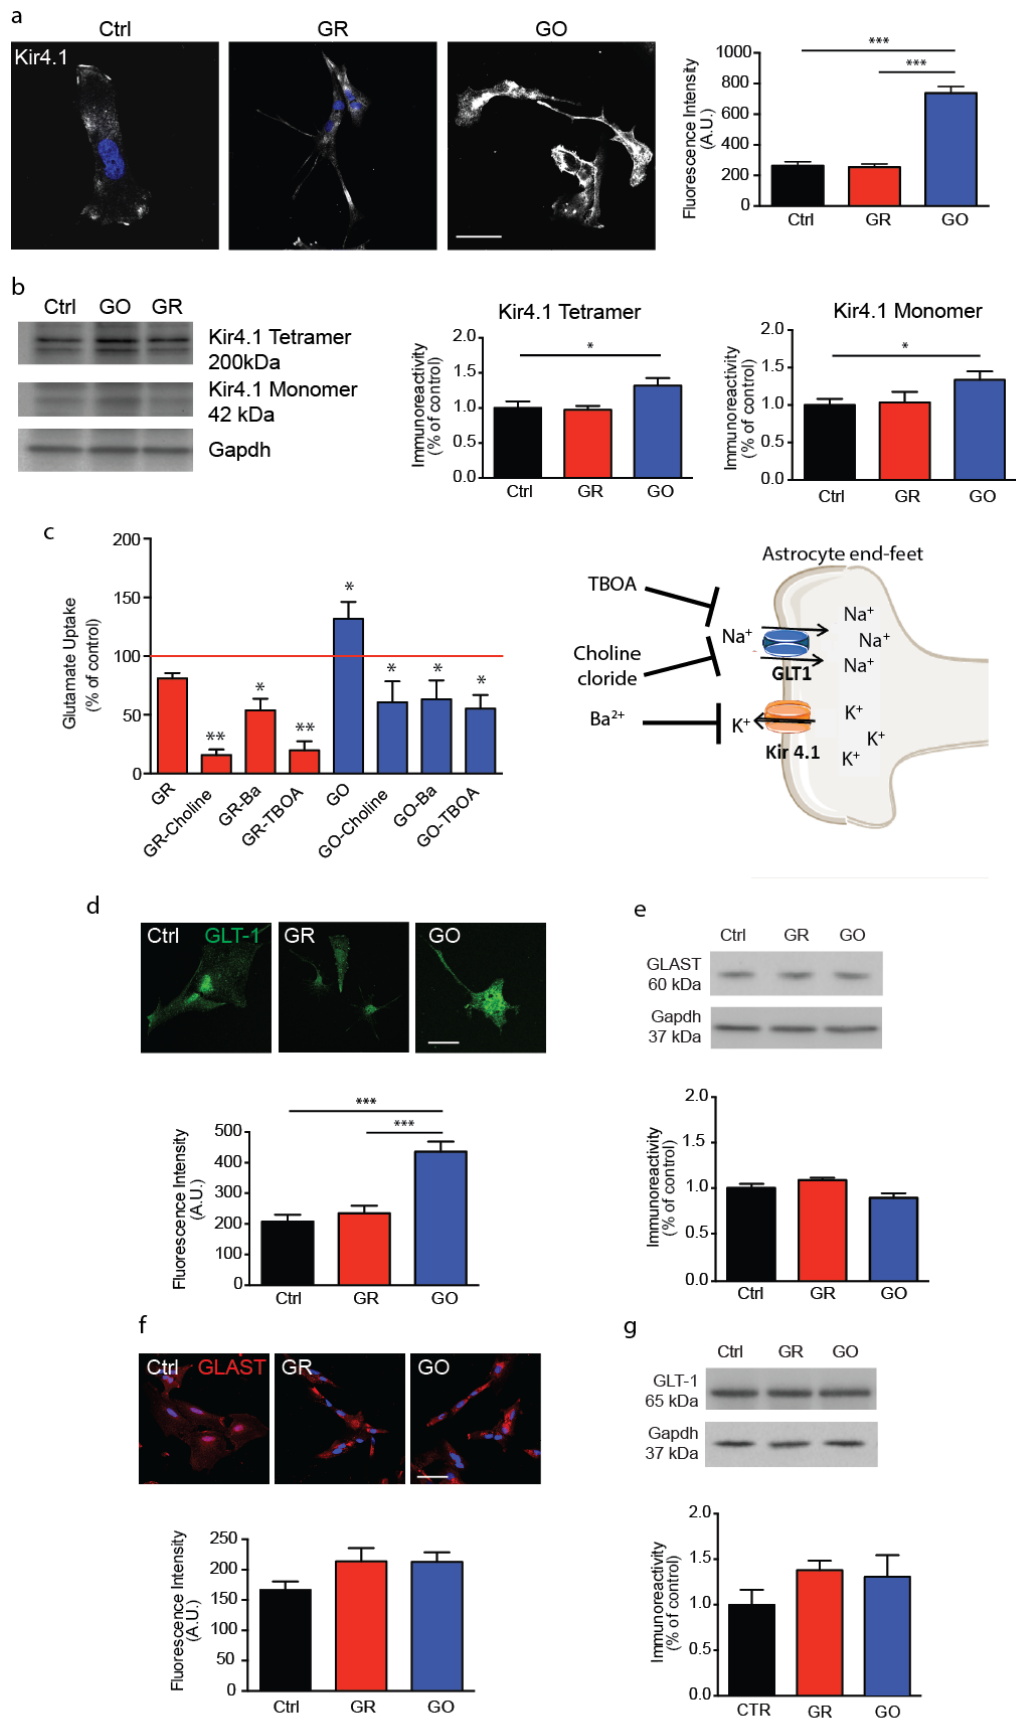 a
Ctrl
GR
GO
Kir4.1
Fluorescence Intensity
(A.U.)
1000
800
600
400
200
0
***
***
Ctrl
GR
GO
b
Ctrl
GO
GR
Kir4.1 Tetramer
200kDa
Kir4.1 Monomer
42 kDa
Gapdh
Kir4.1 Tetramer
Immunoreactivity
(% of control)
2.0
1.5
1.0
0.5
0.0
*
Ctrl
GR
GO
Kir4.1 Monomer
Immunoreactivity
(% of control)
2.0
1.5
1.0
0.5
0.0
*
Ctrl
GR
GO
c
Glutamate Uptake
(% of control)
200
150
100
50
0
**
*
**
*
*
*
*
GR
GR-Choline
GR-Ba
GR-TBOA
GO
GO-Choline
GO-Ba
GO-TBOA
Astrocyte end-feet
TBOA
Choline
cloride
Ba²⁺
Na⁺
GLT1
K⁺
Kir 4.1
Na⁺
Na⁺
Na⁺
K⁺
K⁺
K⁺
d
Ctrl
GLT-1
GR
GO
Fluorescence Intensity
(A.U.)
500
400
300
200
100
0
***
***
Ctrl
GR
GO
e
Ctrl
GR
GO
GLAST
60 kDa
Gapdh
37 kDa
Immunoreactivity
(% of control)
2.0
1.5
1.0
0.5
0.0
Ctrl
GR
GO
f
Ctrl
GLAST
GR
GO
Fluorescence Intensity
(A.U.)
250
200
150
100
50
0
Ctrl
GR
GO
g
Ctrl
GR
GO
GLT-1
65 kDa
Gapdh
37 kDa
Immunoreactivity
(% of control)
2.0
1.5
1.0
0.5
0.0
CTR
GR
GO